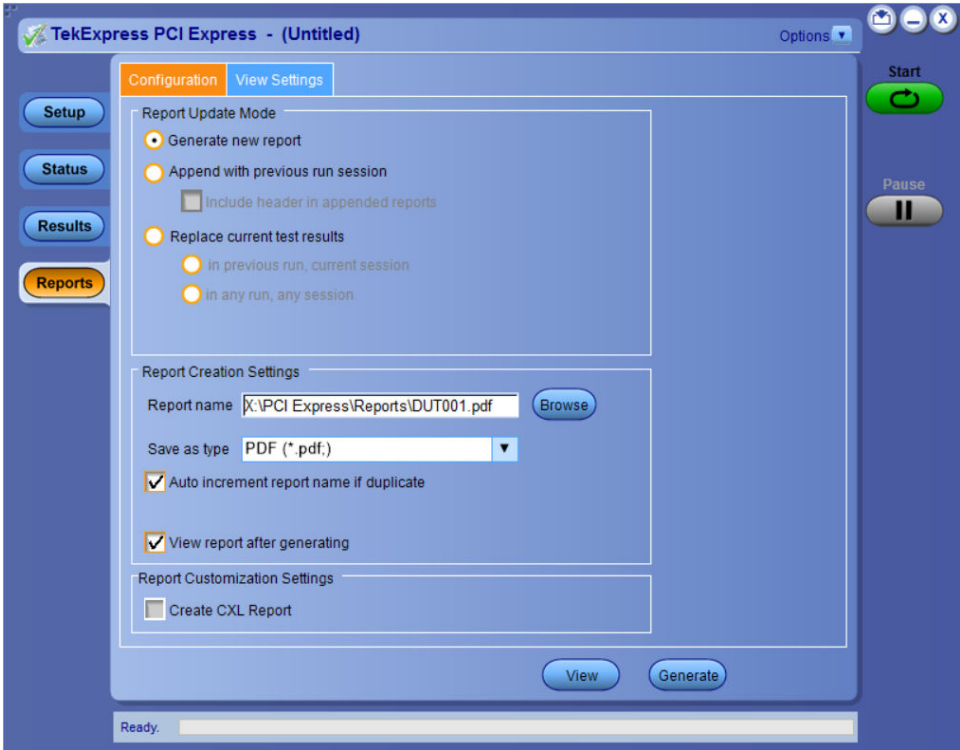 TekExpress PCI Express - (Untitled)
Options
X
Start
Configuration
View Settings
Setup
Report Update Mode
Generate new report
Status
Append with previous run session
Pause
Include header in appended reports
Results
Replace current test results
in previous run, current session
Reports
in any run, any session
Report Creation Settings
Report name X:\PCI Express\Reports\DUT001.pdf Browse
Save as type PDF (*.pdf;)
Auto increment report name if duplicate
View report after generating
Report Customization Settings
Create CXL Report
View
Generate
Ready.